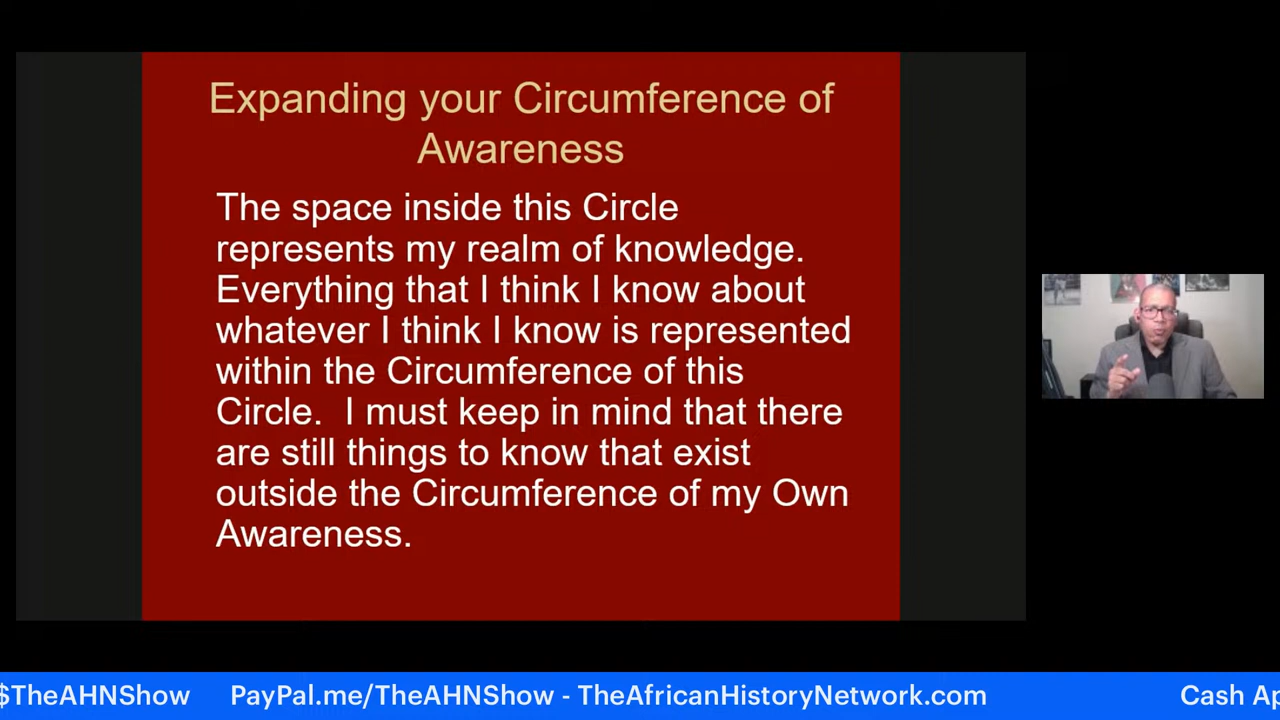 Expanding your Circumference of
Awareness
The space inside this Circle
represents my realm of knowledge.
Everything that I think I know about
whatever I think I know is represented
within the Circumference of this
Circle.  I must keep in mind that there
are still things to know that exist
outside the Circumference of my Own
Awareness.
$TheAHNShow PayPal.me/TheAHNShow - TheAfricanHistoryNetwork.com Cash Ap